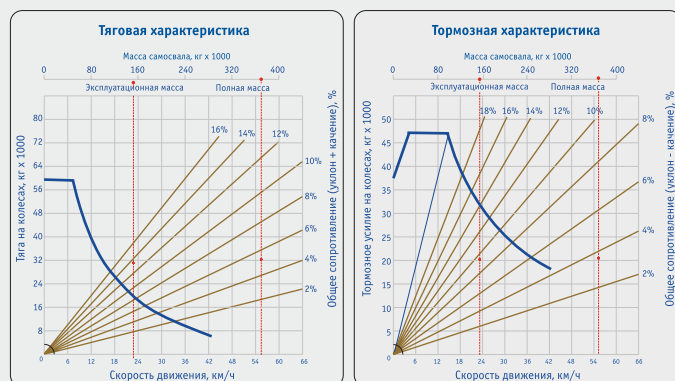 Тяговая характеристика
Масса самосвала, кг x 1000
0 80 160 240 320 400
Эксплуатационная масса Полная масса
Тяга на колесах, кг x 1000
80
72
64
56
48
40
32
24
16
8
0 6 12 18 24 30 36 42 48 54 60 66
16% 14% 12%
10%
8%
6%
4%
2%
Общее сопротивление (уклон + качение), %
Скорость движения, км/ч
Тормозная характеристика
Масса самосвала, кг x 1000
0 80 160 240 320 400
Эксплуатационная масса Полная масса
Тормозное усилие на колесах, кг x 1000
50
45
40
35
30
25
20
15
10
5
0 6 12 18 24 30 36 42 48 54 60 66
18% 16% 14% 12% 10%
8%
6%
4%
2%
Общее сопротивление (уклон - качение), %
Скорость движения, км/ч